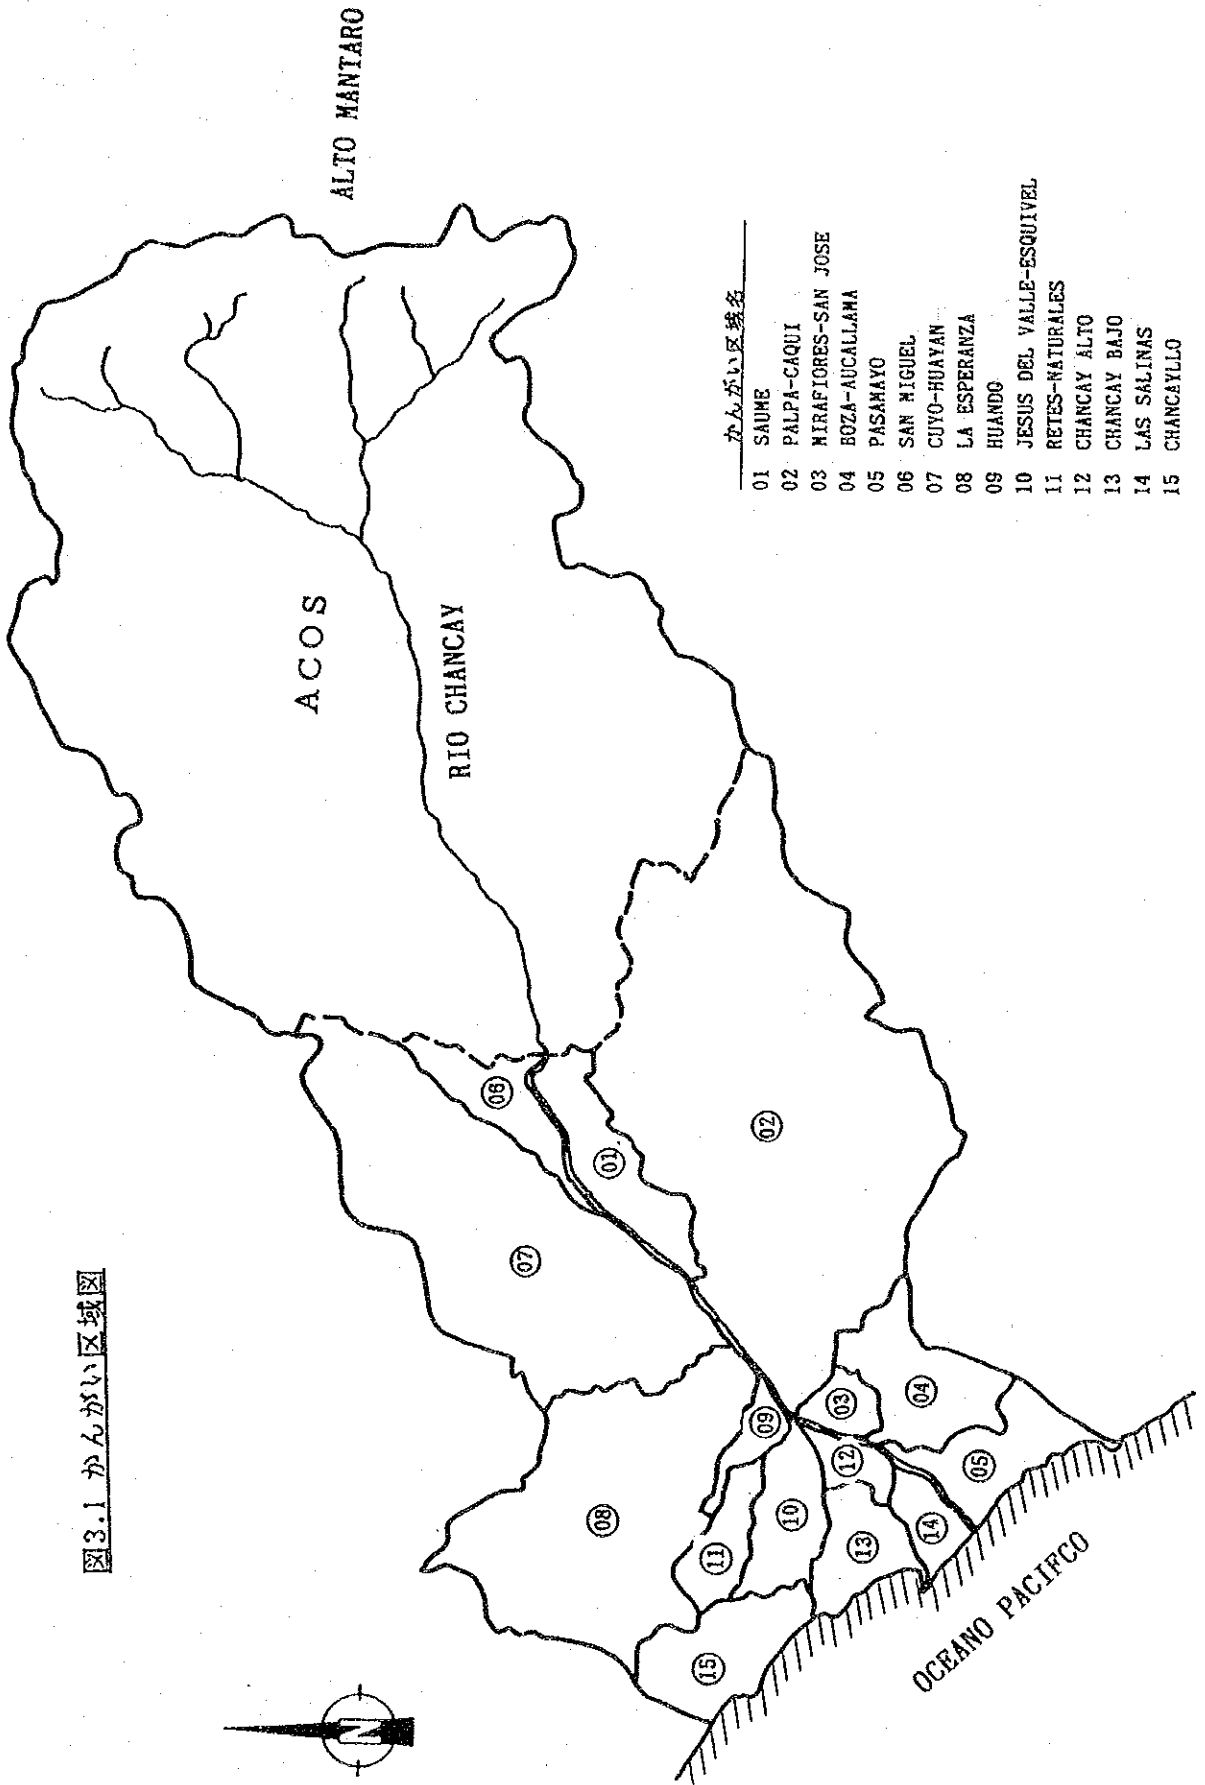 図3.1 かんがい区域図
N
ALTO MANTARO
ACOS
RIO CHANCAY
06
01
07
02
09
03
04
08
12
10
11
05
13
14
15
OCEANO PACIFCO
かんがい区域名
01 SAUME
02 PALPA-CAQUI
03 MIRAFIORES-SAN JOSE
04 BOZA-AUCALLAMA
05 PASAMAYO
06 SAN MIGUEL
07 CUYO-HUAYAN
08 LA ESPERANZA
09 HUANDO
10 JESUS DEL VALLE-ESQUIVEL
11 RETES-NATURALES
12 CHANCAY ALTO
13 CHANCAY BAJO
14 LAS SALINAS
15 CHANCAYLLO